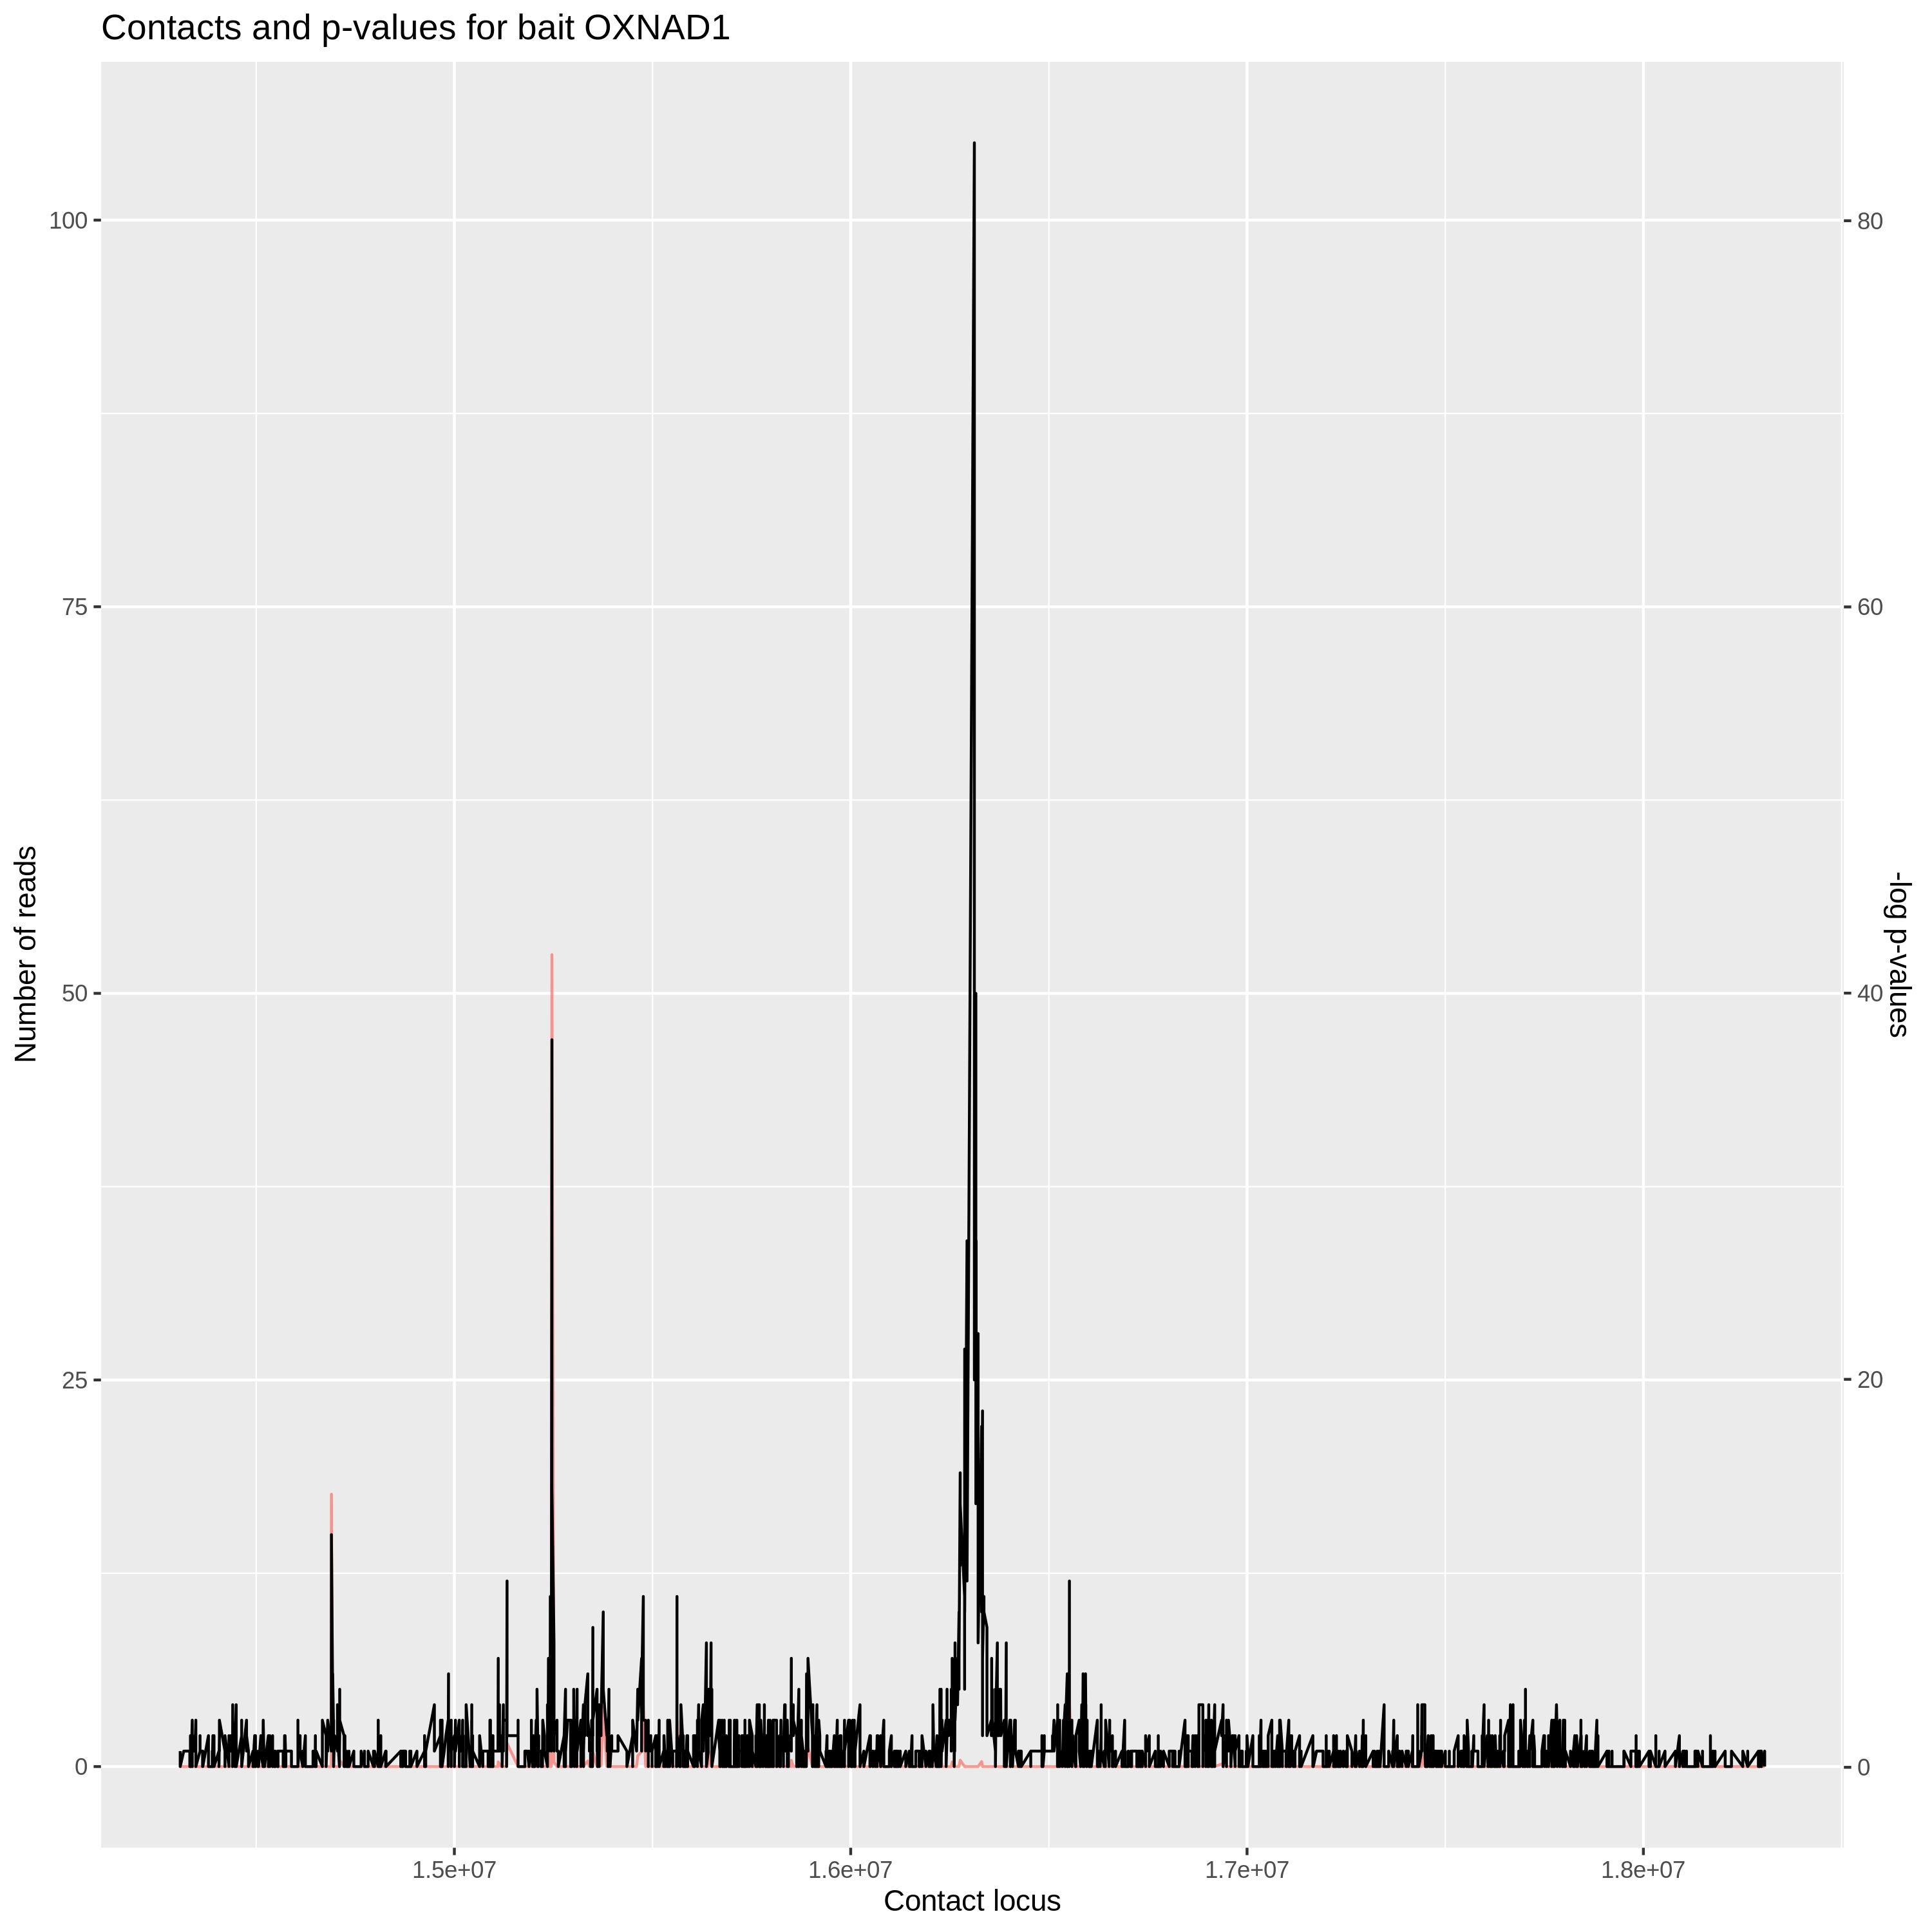 Contacts and p-values for bait OXNAD1
100
75
50
25
0
80
60
40
20
0
Number of reads
-log p-values
1.5e+07
1.6e+07
1.7e+07
1.8e+07
Contact locus